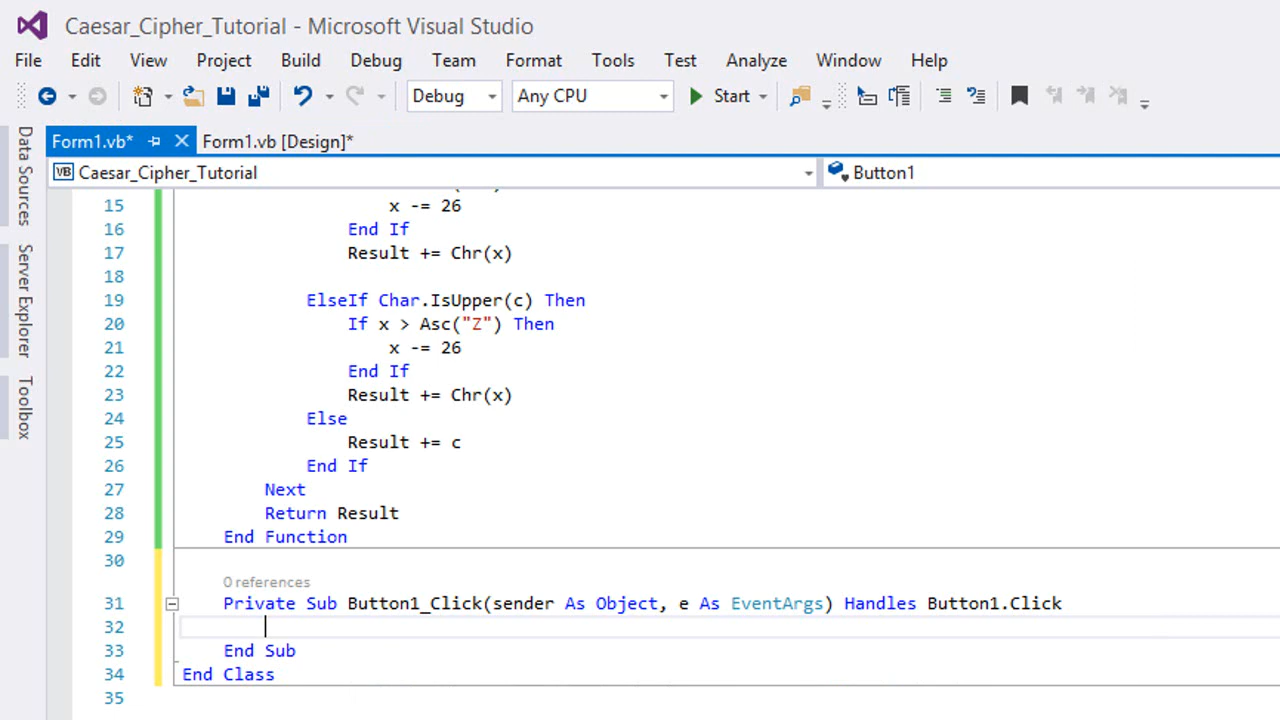 Caesar_Cipher_Tutorial - Microsoft Visual Studio
File Edit View Project Build Debug Team Format Tools Test Analyze Window Help
Debug Any CPU Start
Form1.vb* Form1.vb [Design]*
VB Caesar_Cipher_Tutorial Button1
Data Sources
Server Explorer
Toolbox
15 x -= 26
16 End If
17 Result += Chr(x)
18
19 ElseIf Char.IsUpper(c) Then
20 If x > Asc("Z") Then
21 x -= 26
22 End If
23 Result += Chr(x)
24 Else
25 Result += c
26 End If
27 Next
28 Return Result
29 End Function
30
0 references
31 Private Sub Button1_Click(sender As Object, e As EventArgs) Handles Button1.Click
32
33 End Sub
34 End Class
35